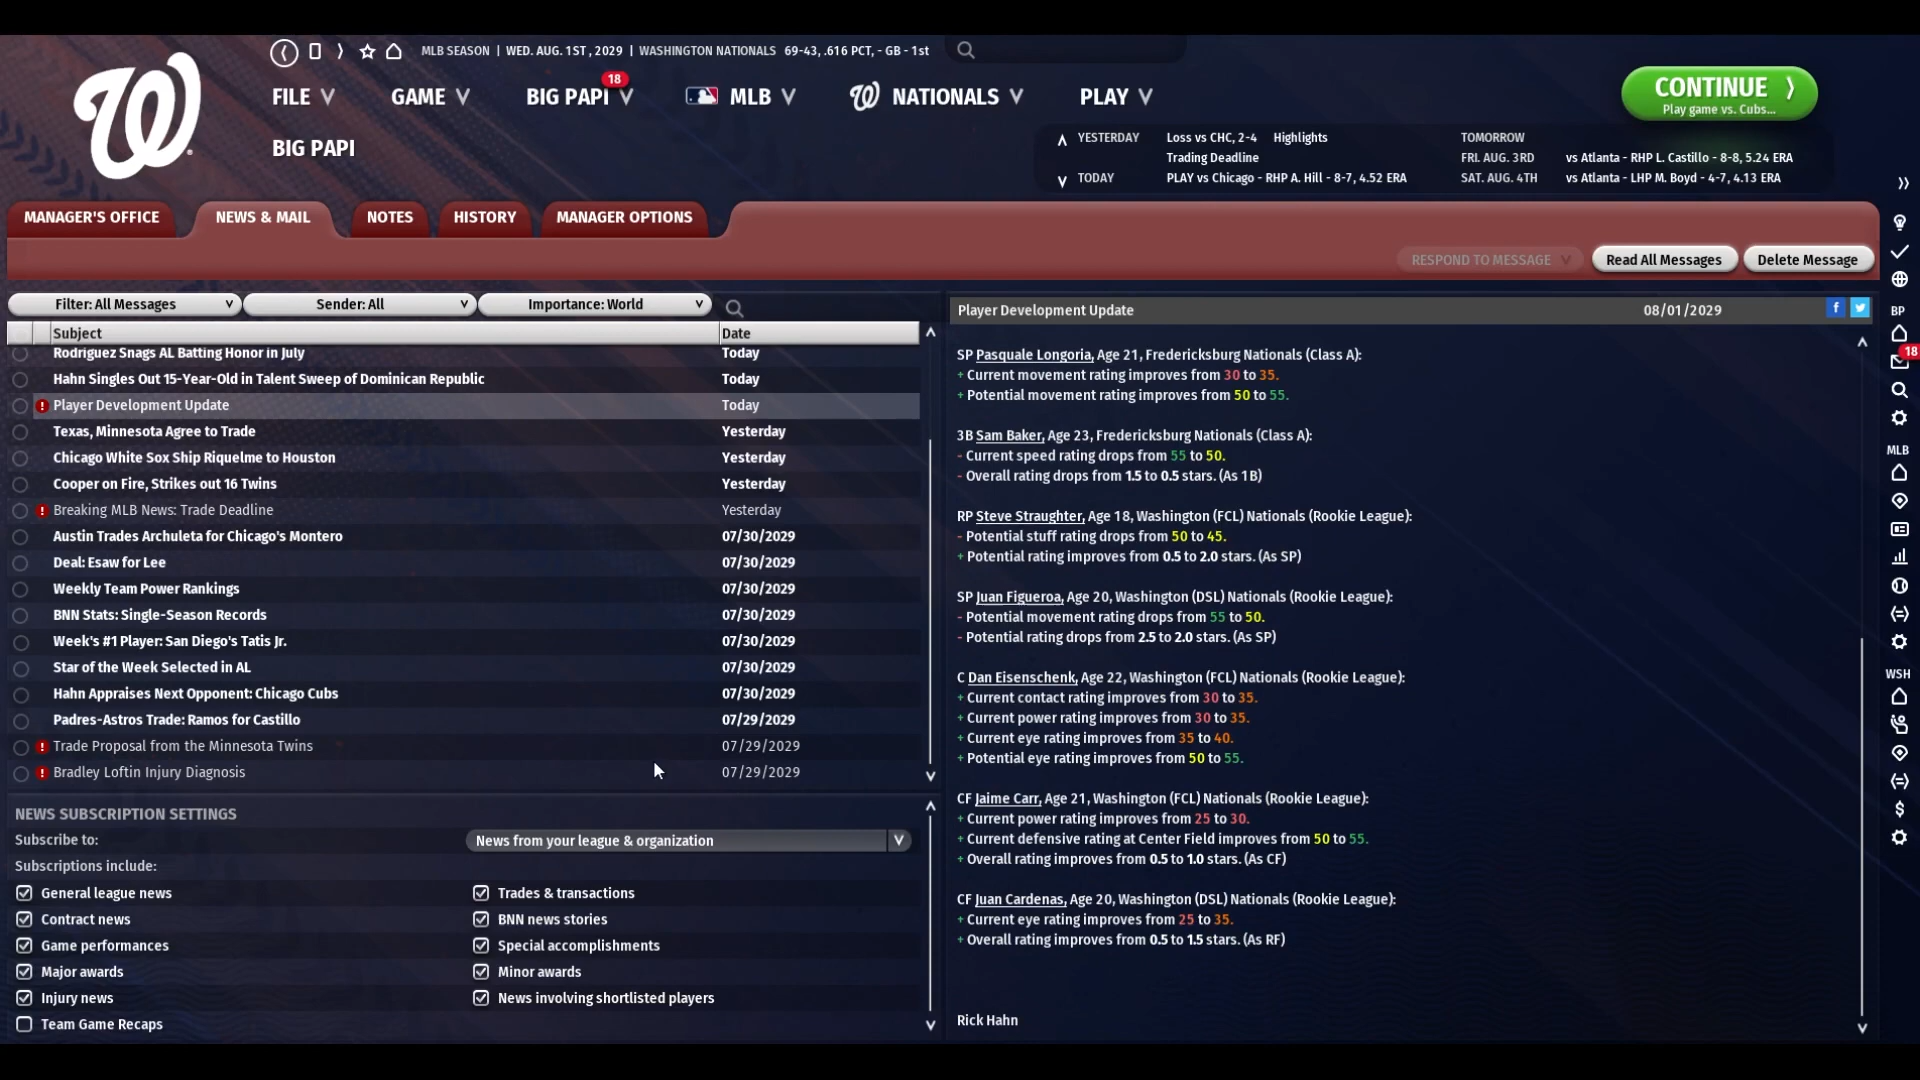 MLB SEASON | WED. AUG. 1ST , 2029 | WASHINGTON NATIONALS 69-43, .616 PCT, - GB - 1st
FILE GAME BIG PAPI 18 MLB NATIONALS PLAY
CONTINUE
Play game vs. Cubs...
BIG PAPI
YESTERDAY Loss vs CHC, 2-4 Highlights TOMORROW
Trading Deadline FRI. AUG. 3RD vs Atlanta - RHP L. Castillo - 8-8, 5.24 ERA
TODAY PLAY vs Chicago - RHP A. Hill - 8-7, 4.52 ERA SAT. AUG. 4TH vs Atlanta - LHP M. Boyd - 4-7, 4.13 ERA
MANAGER'S OFFICE NEWS & MAIL NOTES HISTORY MANAGER OPTIONS
RESPOND TO MESSAGE Read All Messages Delete Message
Filter: All Messages Sender: All Importance: World
Subject Date
Rodriguez Snags AL Batting Honor in July Today
Hahn Singles Out 15-Year-Old in Talent Sweep of Dominican Republic Today
Player Development Update Today
Texas, Minnesota Agree to Trade Yesterday
Chicago White Sox Ship Riquelme to Houston Yesterday
Cooper on Fire, Strikes out 16 Twins Yesterday
Breaking MLB News: Trade Deadline Yesterday
Austin Trades Archuleta for Chicago's Montero 07/30/2029
Deal: Esaw for Lee 07/30/2029
Weekly Team Power Rankings 07/30/2029
BNN Stats: Single-Season Records 07/30/2029
Week's #1 Player: San Diego's Tatis Jr. 07/30/2029
Star of the Week Selected in AL 07/30/2029
Hahn Appraises Next Opponent: Chicago Cubs 07/30/2029
Padres-Astros Trade: Ramos for Castillo 07/29/2029
Trade Proposal from the Minnesota Twins 07/29/2029
Bradley Loftin Injury Diagnosis 07/29/2029
NEWS SUBSCRIPTION SETTINGS
Subscribe to: News from your league & organization
Subscriptions include:
General league news Trades & transactions
Contract news BNN news stories
Game performances Special accomplishments
Major awards Minor awards
Injury news News involving shortlisted players
Team Game Recaps
Player Development Update 08/01/2029
SP Pasquale Longoria, Age 21, Fredericksburg Nationals (Class A):
+ Current movement rating improves from 30 to 35.
+ Potential movement rating improves from 50 to 55.
3B Sam Baker, Age 23, Fredericksburg Nationals (Class A):
- Current speed rating drops from 55 to 50.
- Overall rating drops from 1.5 to 0.5 stars. (As 1B)
RP Steve Straughter, Age 18, Washington (FCL) Nationals (Rookie League):
- Potential stuff rating drops from 50 to 45.
+ Potential rating improves from 0.5 to 2.0 stars. (As SP)
SP Juan Figueroa, Age 20, Washington (DSL) Nationals (Rookie League):
- Potential movement rating drops from 55 to 50.
- Potential rating drops from 2.5 to 2.0 stars. (As SP)
C Dan Eisenschenk, Age 22, Washington (FCL) Nationals (Rookie League):
+ Current contact rating improves from 30 to 35.
+ Current power rating improves from 30 to 35.
+ Current eye rating improves from 35 to 40.
+ Potential eye rating improves from 50 to 55.
CF Jaime Carr, Age 21, Washington (FCL) Nationals (Rookie League):
+ Current power rating improves from 25 to 30.
+ Current defensive rating at Center Field improves from 50 to 55.
+ Overall rating improves from 0.5 to 1.0 stars. (As CF)
CF Juan Cardenas, Age 20, Washington (DSL) Nationals (Rookie League):
+ Current eye rating improves from 25 to 35.
+ Overall rating improves from 0.5 to 1.5 stars. (As RF)
Rick Hahn
BP
18
MLB
WSH